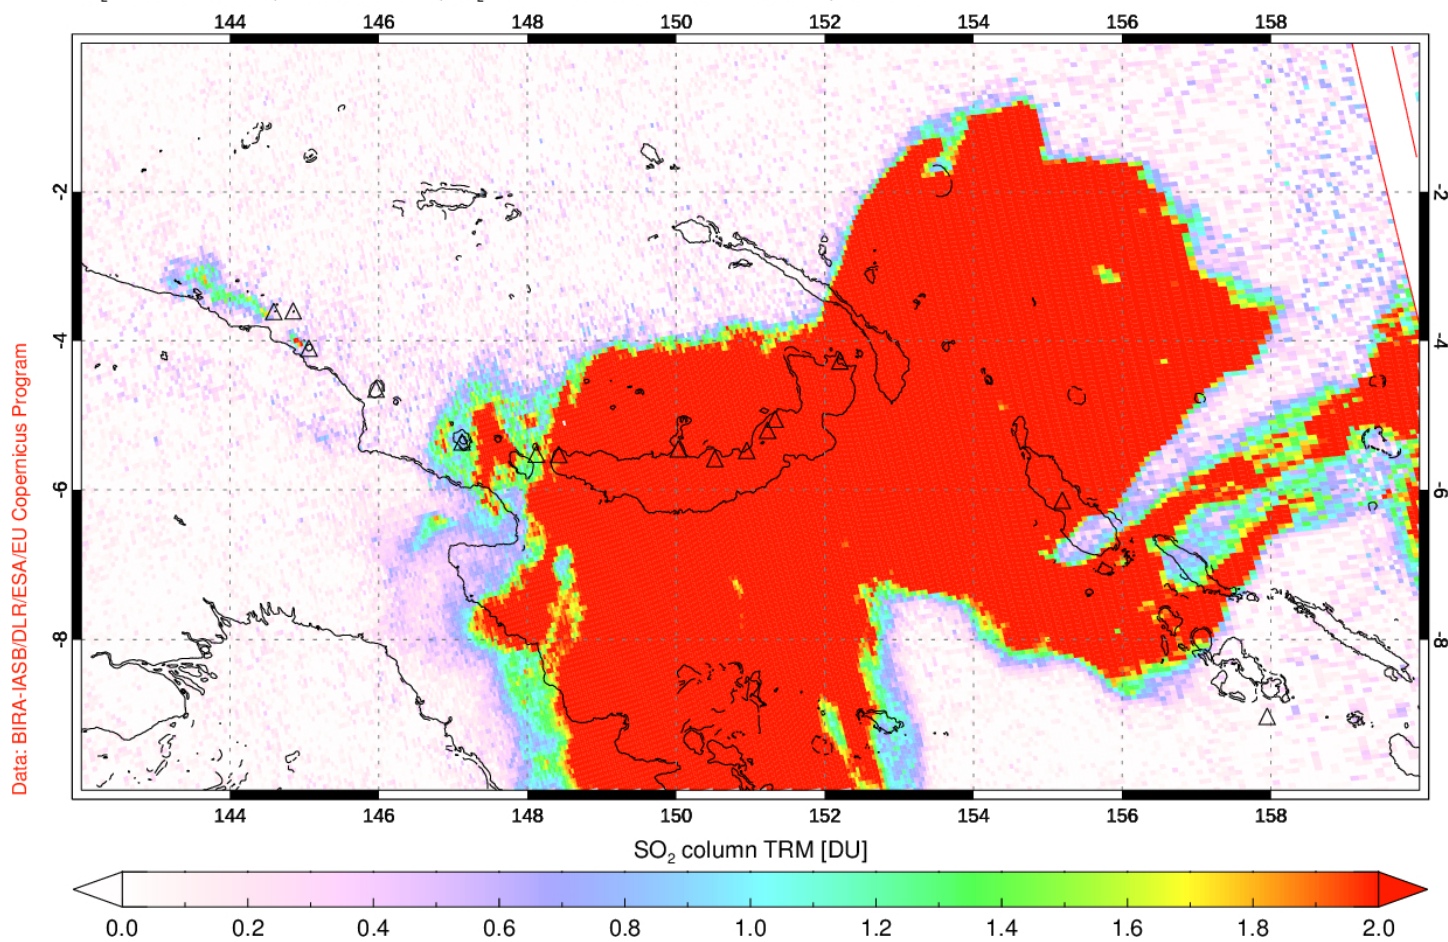 144 146 148 150 152 154 156 158
-2 -2
-4 -4
-6 -6
-8 -8
144 146 148 150 152 154 156 158
Data: BIRA-IASB/DLR/ESA/EU Copernicus Program
SO₂ column TRM [DU]
0.0 0.2 0.4 0.6 0.8 1.0 1.2 1.4 1.6 1.8 2.0